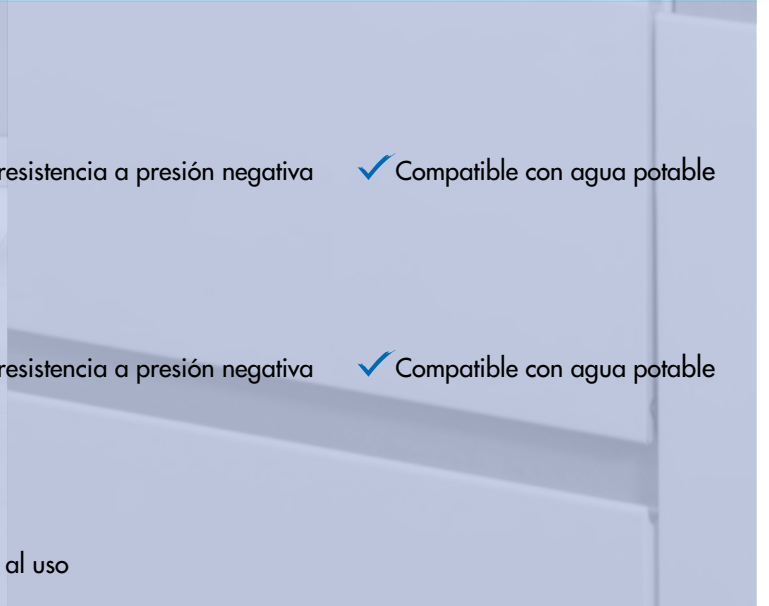 resistencia a presión negativa Compatible con agua potable
resistencia a presión negativa Compatible con agua potable
al uso